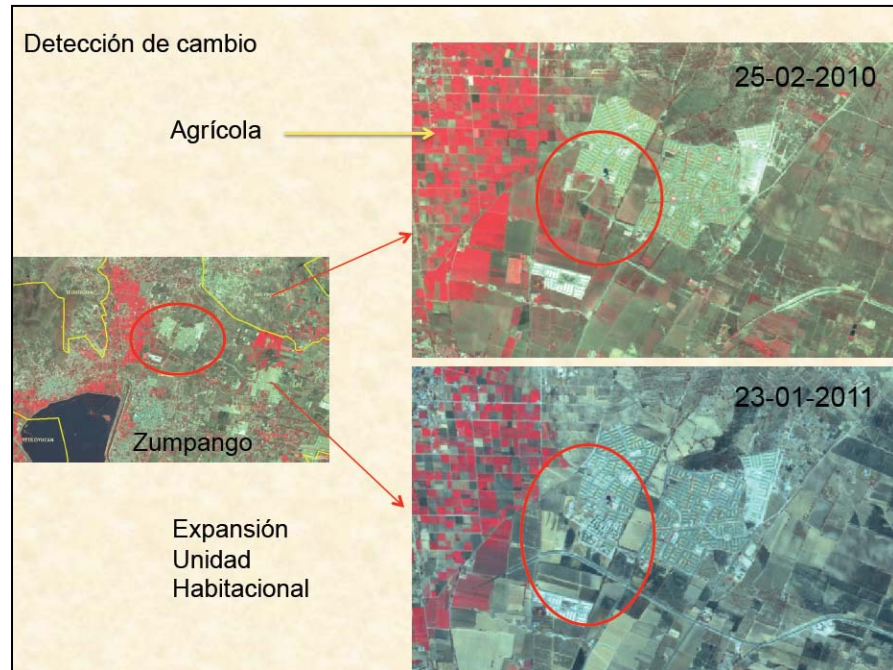 Detección de cambio
25-02-2010
Agrícola
Zumpango
23-01-2011
Expansión
Unidad
Habitacional